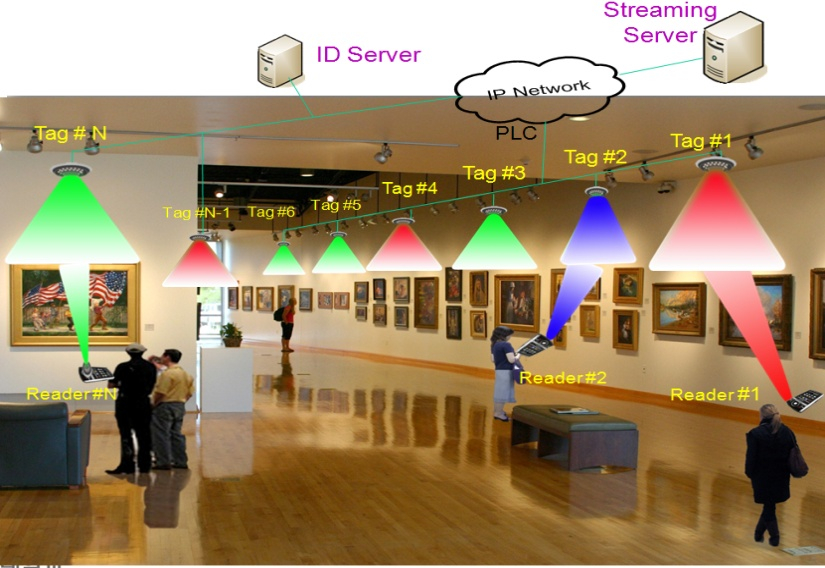 Streaming
Server
ID Server
IP Network
PLC
Tag # N
Tag #1
Tag #2
Tag #3
Tag #4
Tag #5
Tag #6
Tag #N-1
Reader#N
Reader#2
Reader#1